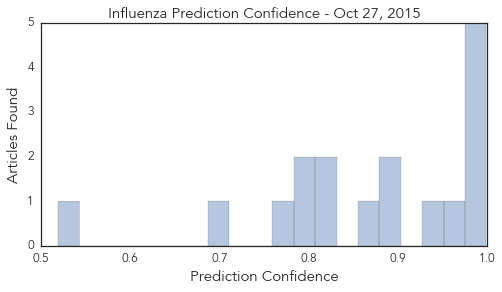 Influenza Prediction Confidence - Oct 27, 2015
5
4
3
2
1
0
Articles Found
0.5 0.6 0.7 0.8 0.9 1.0
Prediction Confidence